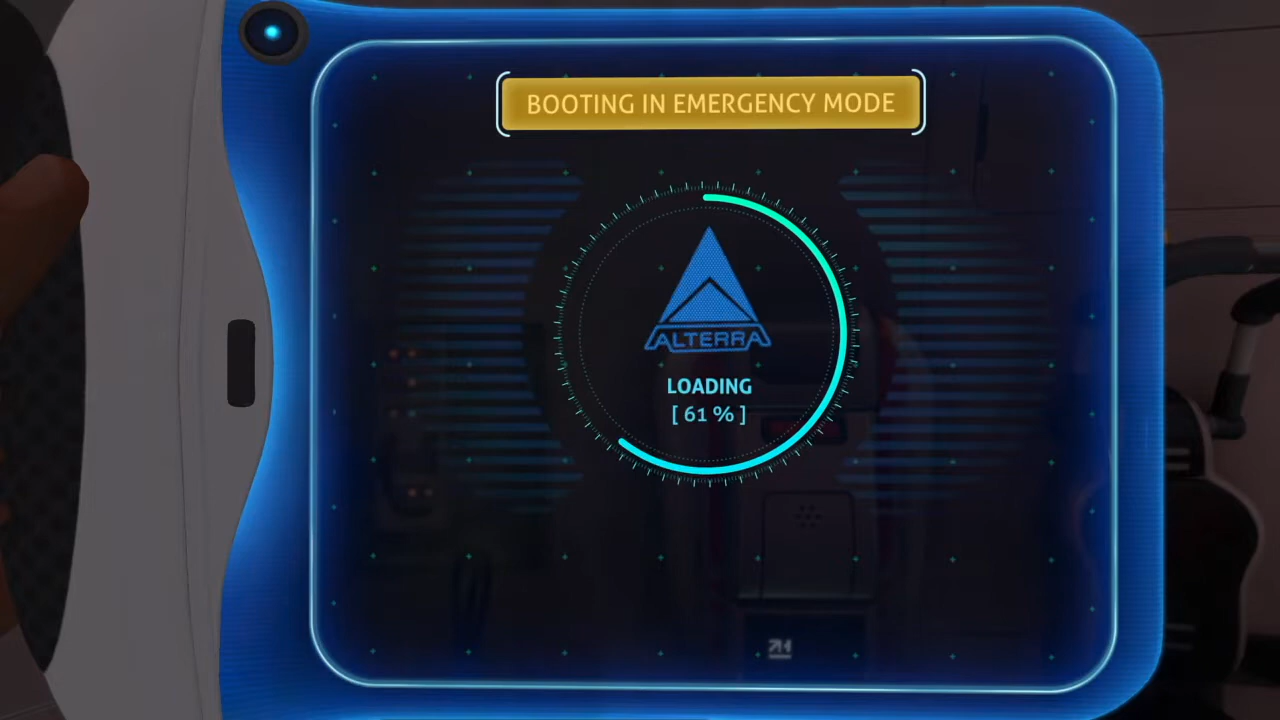 BOOTING IN EMERGENCY MODE
ALTERRA
LOADING
[ 61 % ]